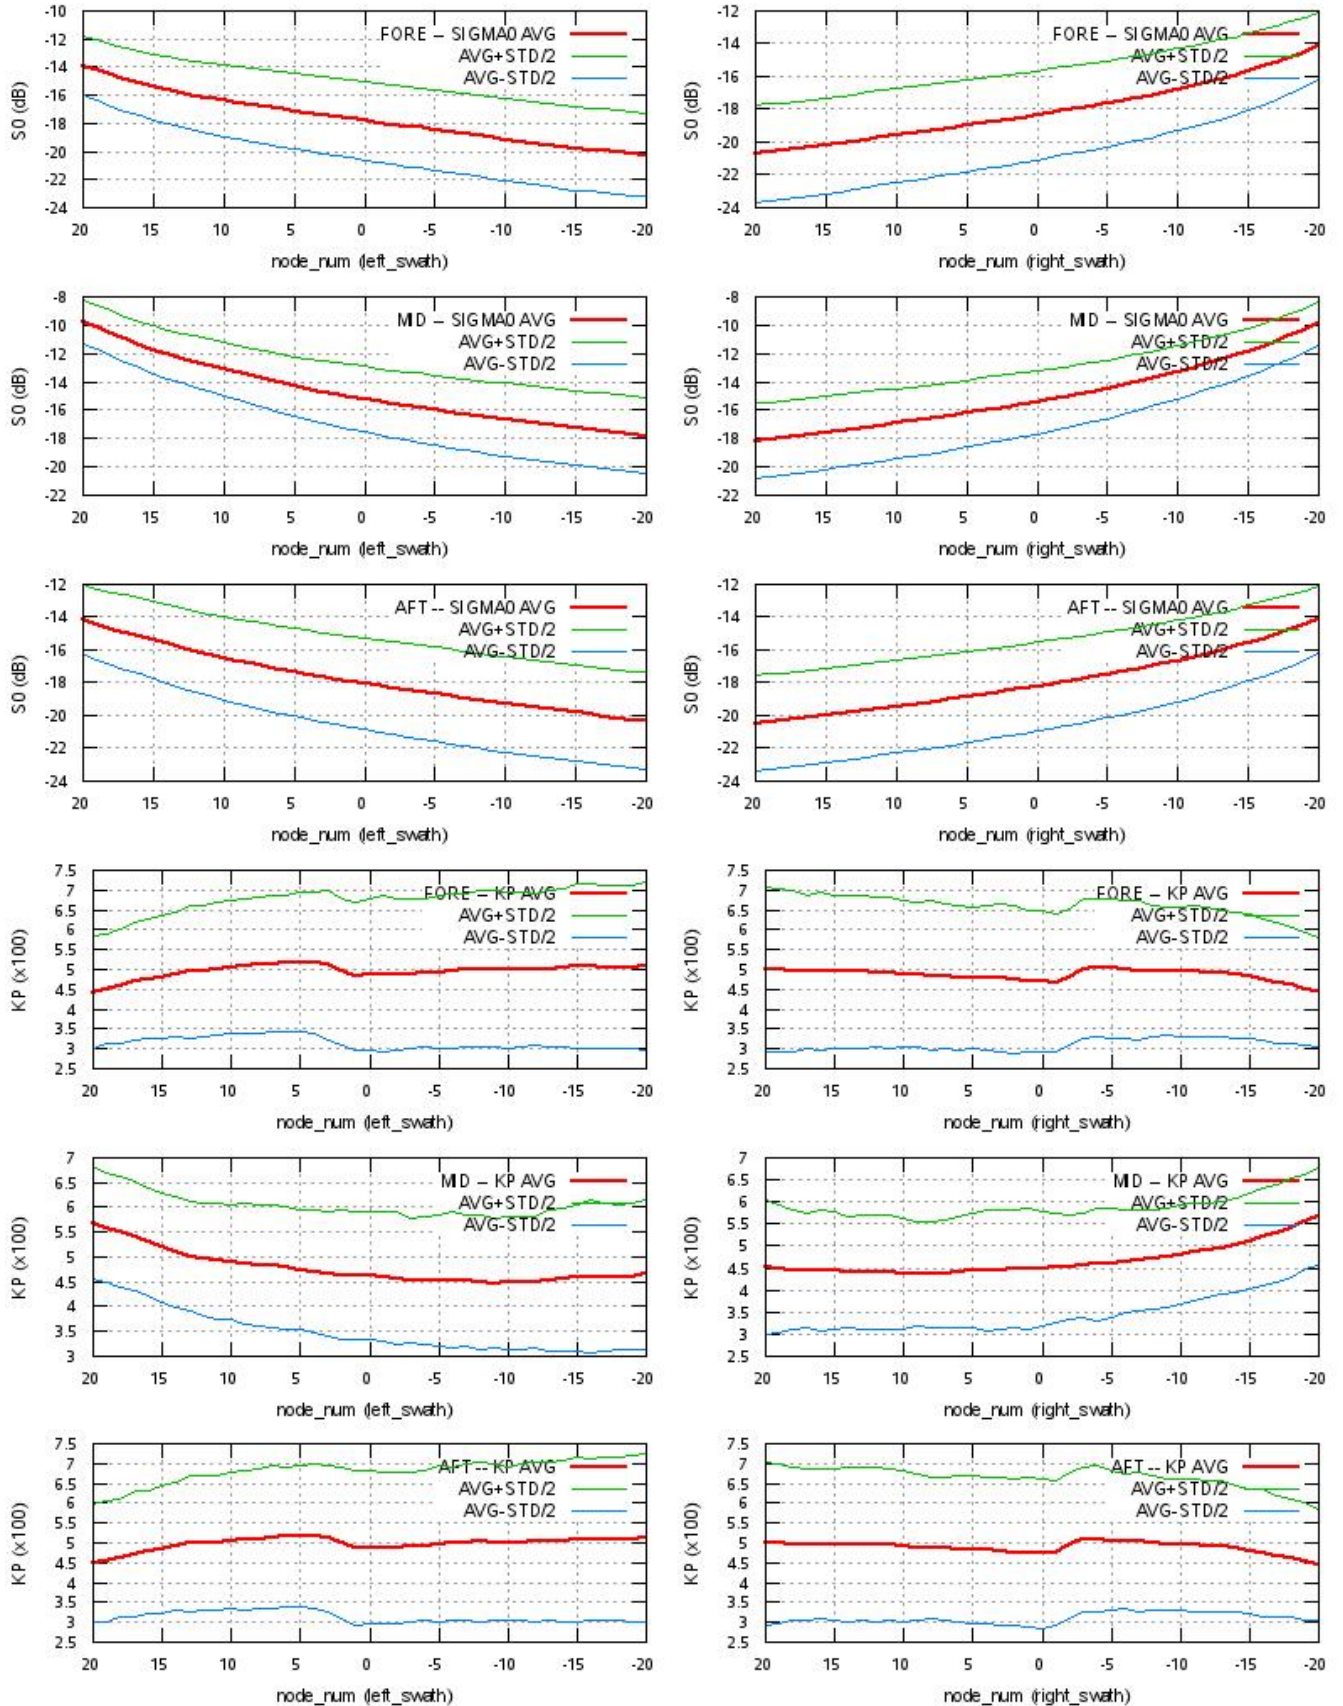 -10
-12
-14
-16
-18
-20
-22
-24
S0 (dB)
FORE -- SIGMA0 AVG
AVG+STD/2
AVG-STD/2
20 15 10 5 0 -5 -10 -15 -20
node_num (left_swath)
-12
-14
-16
-18
-20
-22
-24
S0 (dB)
FORE -- SIGMA0 AVG
AVG+STD/2
AVG-STD/2
20 15 10 5 0 -5 -10 -15 -20
node_num (right_swath)
-8
-10
-12
-14
-16
-18
-20
-22
S0 (dB)
MID -- SIGMA0 AVG
AVG+STD/2
AVG-STD/2
20 15 10 5 0 -5 -10 -15 -20
node_num (left_swath)
-8
-10
-12
-14
-16
-18
-20
-22
S0 (dB)
MID -- SIGMA0 AVG
AVG+STD/2
AVG-STD/2
20 15 10 5 0 -5 -10 -15 -20
node_num (right_swath)
-12
-14
-16
-18
-20
-22
-24
S0 (dB)
AFT -- SIGMA0 AVG
AVG+STD/2
AVG-STD/2
20 15 10 5 0 -5 -10 -15 -20
node_num (left_swath)
-12
-14
-16
-18
-20
-22
-24
S0 (dB)
AFT -- SIGMA0 AVG
AVG+STD/2
AVG-STD/2
20 15 10 5 0 -5 -10 -15 -20
node_num (right_swath)
7.5
7
6.5
6
5.5
5
4.5
4
3.5
3
2.5
KP (x100)
FORE -- KP AVG
AVG+STD/2
AVG-STD/2
20 15 10 5 0 -5 -10 -15 -20
node_num (left_swath)
7.5
7
6.5
6
5.5
5
4.5
4
3.5
3
2.5
KP (x100)
FORE -- KP AVG
AVG+STD/2
AVG-STD/2
20 15 10 5 0 -5 -10 -15 -20
node_num (right_swath)
7
6.5
6
5.5
5
4.5
4
3.5
3
KP (x100)
MID -- KP AVG
AVG+STD/2
AVG-STD/2
20 15 10 5 0 -5 -10 -15 -20
node_num (left_swath)
7
6.5
6
5.5
5
4.5
4
3.5
3
2.5
KP (x100)
MID -- KP AVG
AVG+STD/2
AVG-STD/2
20 15 10 5 0 -5 -10 -15 -20
node_num (right_swath)
7.5
7
6.5
6
5.5
5
4.5
4
3.5
3
2.5
KP (x100)
AFT -- KP AVG
AVG+STD/2
AVG-STD/2
20 15 10 5 0 -5 -10 -15 -20
node_num (left_swath)
7.5
7
6.5
6
5.5
5
4.5
4
3.5
3
2.5
KP (x100)
AFT -- KP AVG
AVG+STD/2
AVG-STD/2
20 15 10 5 0 -5 -10 -15 -20
node_num (right_swath)